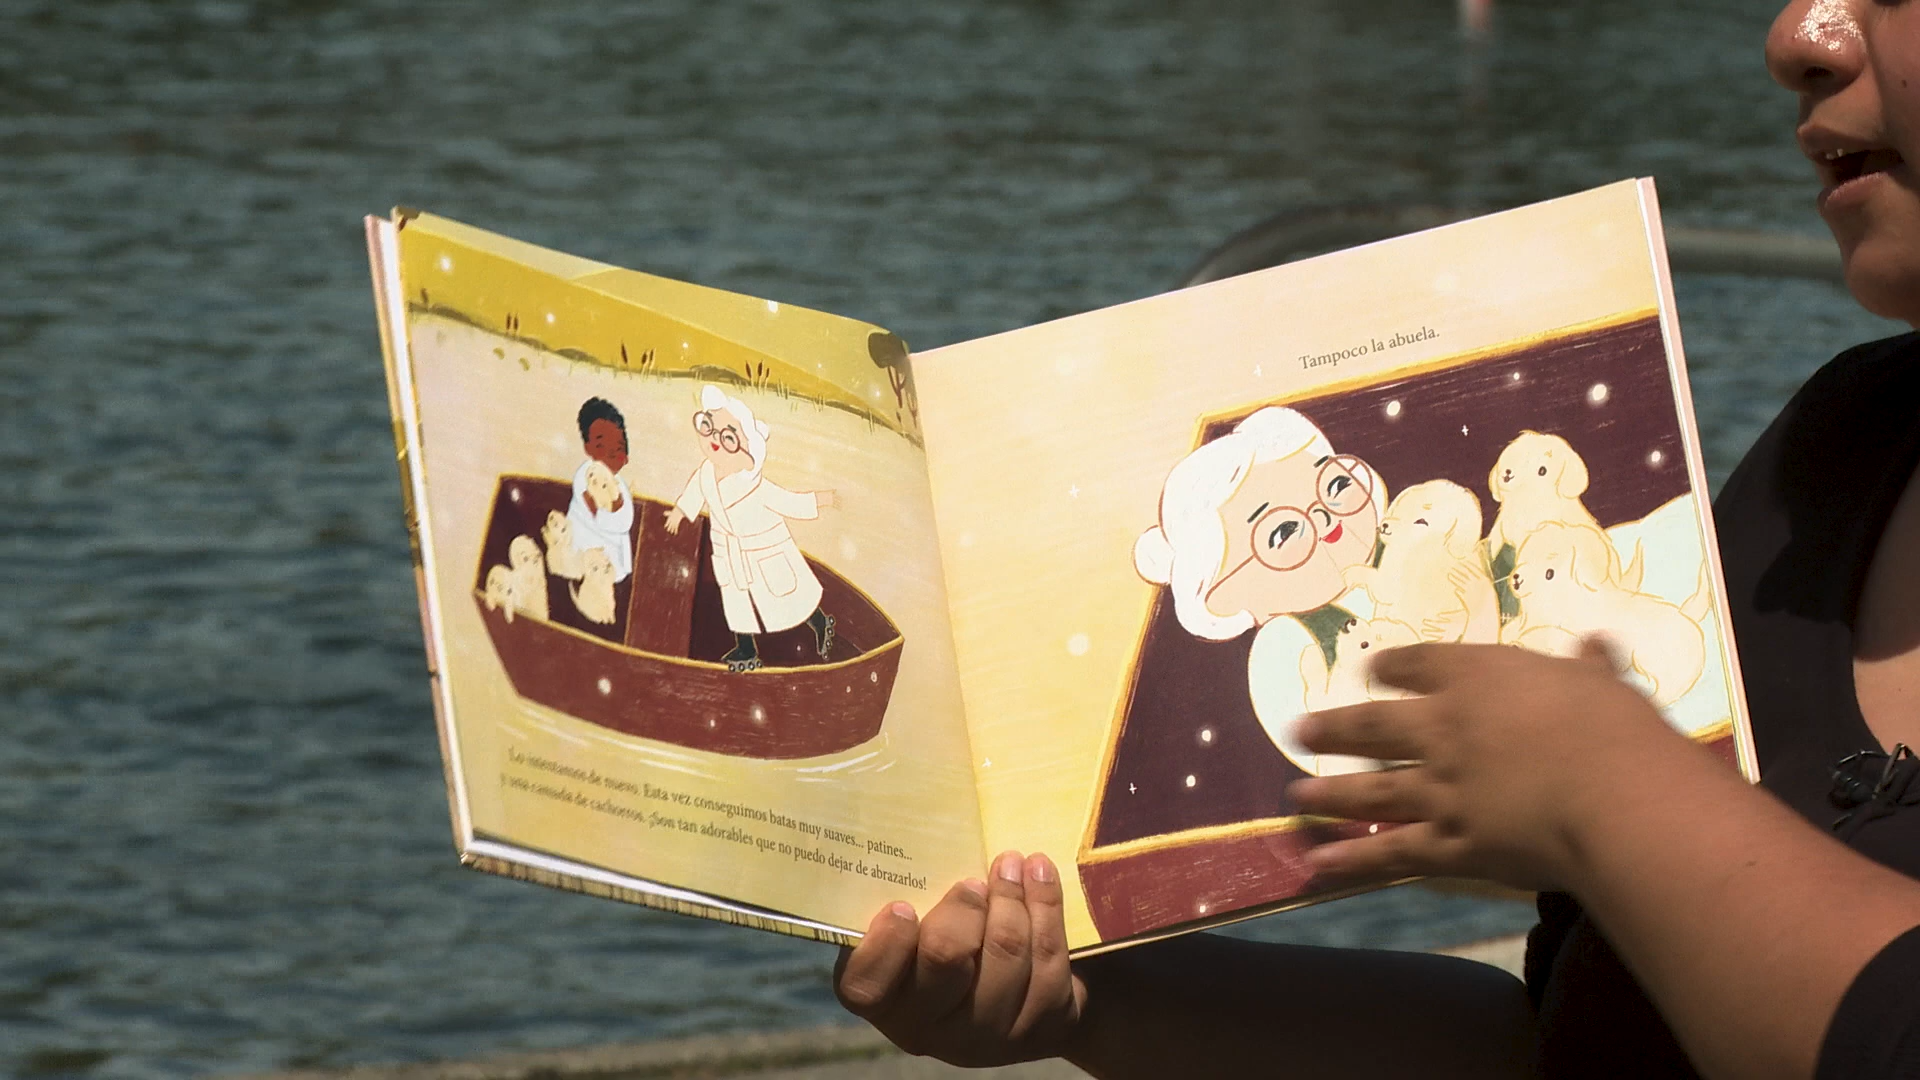 Lo intentamos de nuevo. Esta vez conseguimos batas muy suaves... patines...
Y una camada de cachorros. ¡Son tan adorables que no puedo dejar de abrazarlos!
Tampoco la abuela.